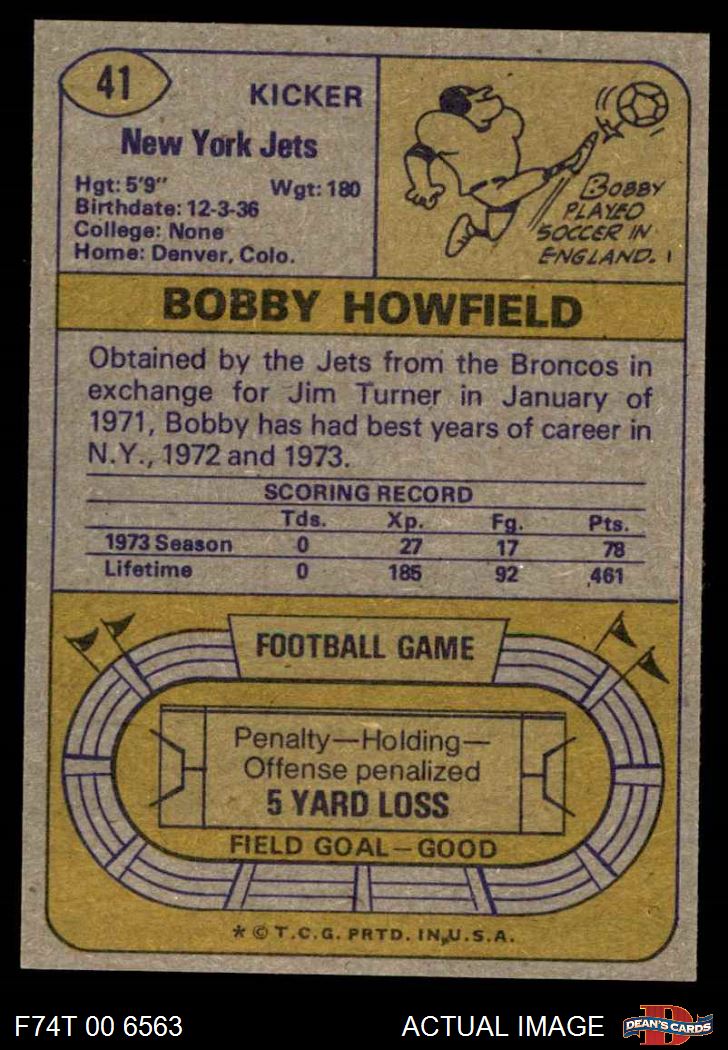 41
KICKER
New York Jets
Hgt: 5'9" Wgt: 180
Birthdate: 12-3-36
College: None
Home: Denver, Colo.
BOBBY
PLAYED
SOCCER IN
ENGLAND.
BOBBY HOWFIELD
Obtained by the Jets from the Broncos in
exchange for Jim Turner in January of
1971, Bobby has had best years of career in
N.Y., 1972 and 1973.
SCORING RECORD
Tds. Xp. Fg. Pts.
1973 Season 0 27 17 78
Lifetime 0 185 92 461
FOOTBALL GAME
Penalty—Holding—
Offense penalized
5 YARD LOSS
FIELD GOAL—GOOD
* © T.C.G. PRTD. IN U.S.A.
F74T 00 6563 ACTUAL IMAGE
DEAN'S CARDS